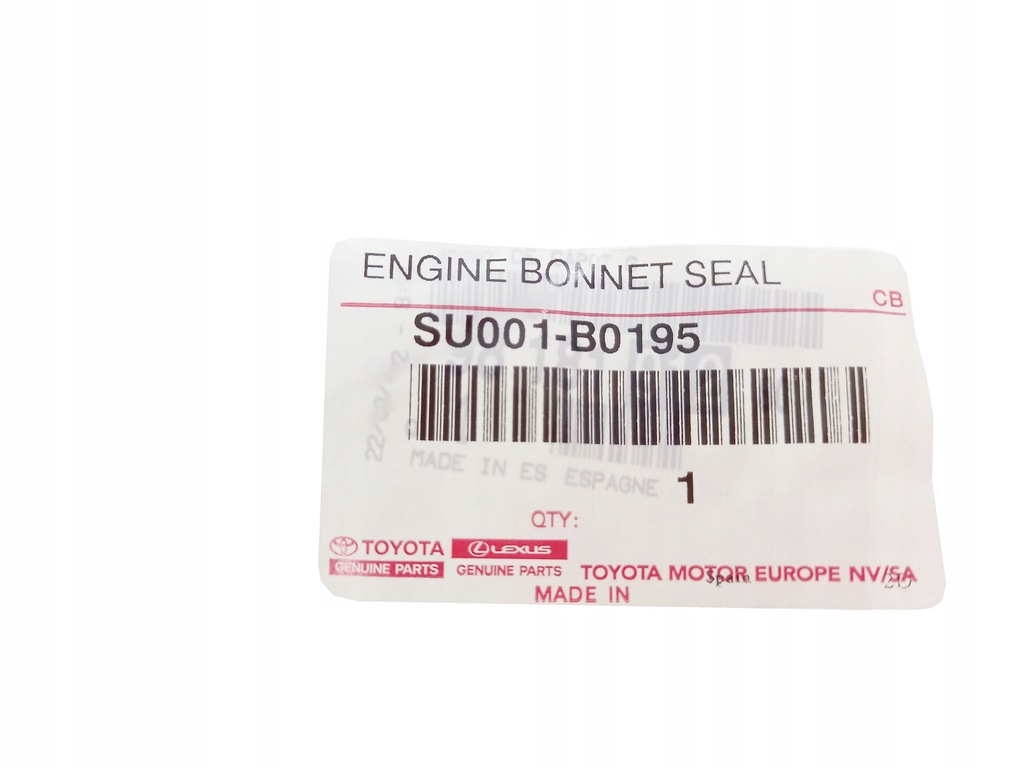 ENGINE BONNET SEAL
CB
SU001-B0195
MADE IN ES ESPAGNE
1
QTY:
TOYOTA
GENUINE PARTS
LEXUS
GENUINE PARTS
TOYOTA MOTOR EUROPE NV/SA
Spain
MADE IN